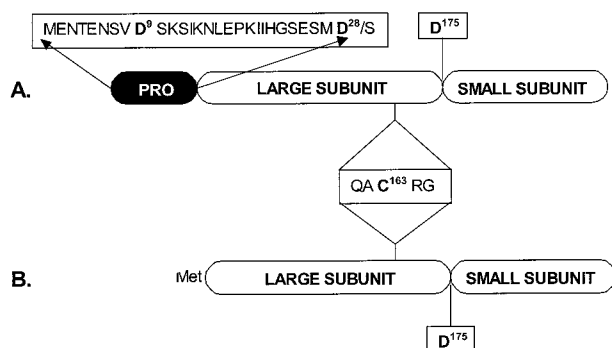 MENTENSV D⁹ SKSIKNLEPKIIHGSESM D²⁸/S
D¹⁷⁵
A. PRO LARGE SUBUNIT SMALL SUBUNIT
QA C¹⁶³ RG
B. Met LARGE SUBUNIT SMALL SUBUNIT
D¹⁷⁵